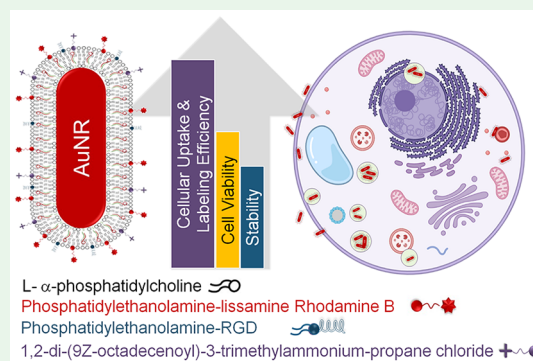 AuNR
Cellular Uptake &
Labeling Efficiency
Cell Viability
Stability
L- α-phosphatidylcholine
Phosphatidylethanolamine-lissamine Rhodamine B
Phosphatidylethanolamine-RGD
1,2-di-(9Z-octadecenoyl)-3-trimethylammonium-propane chloride